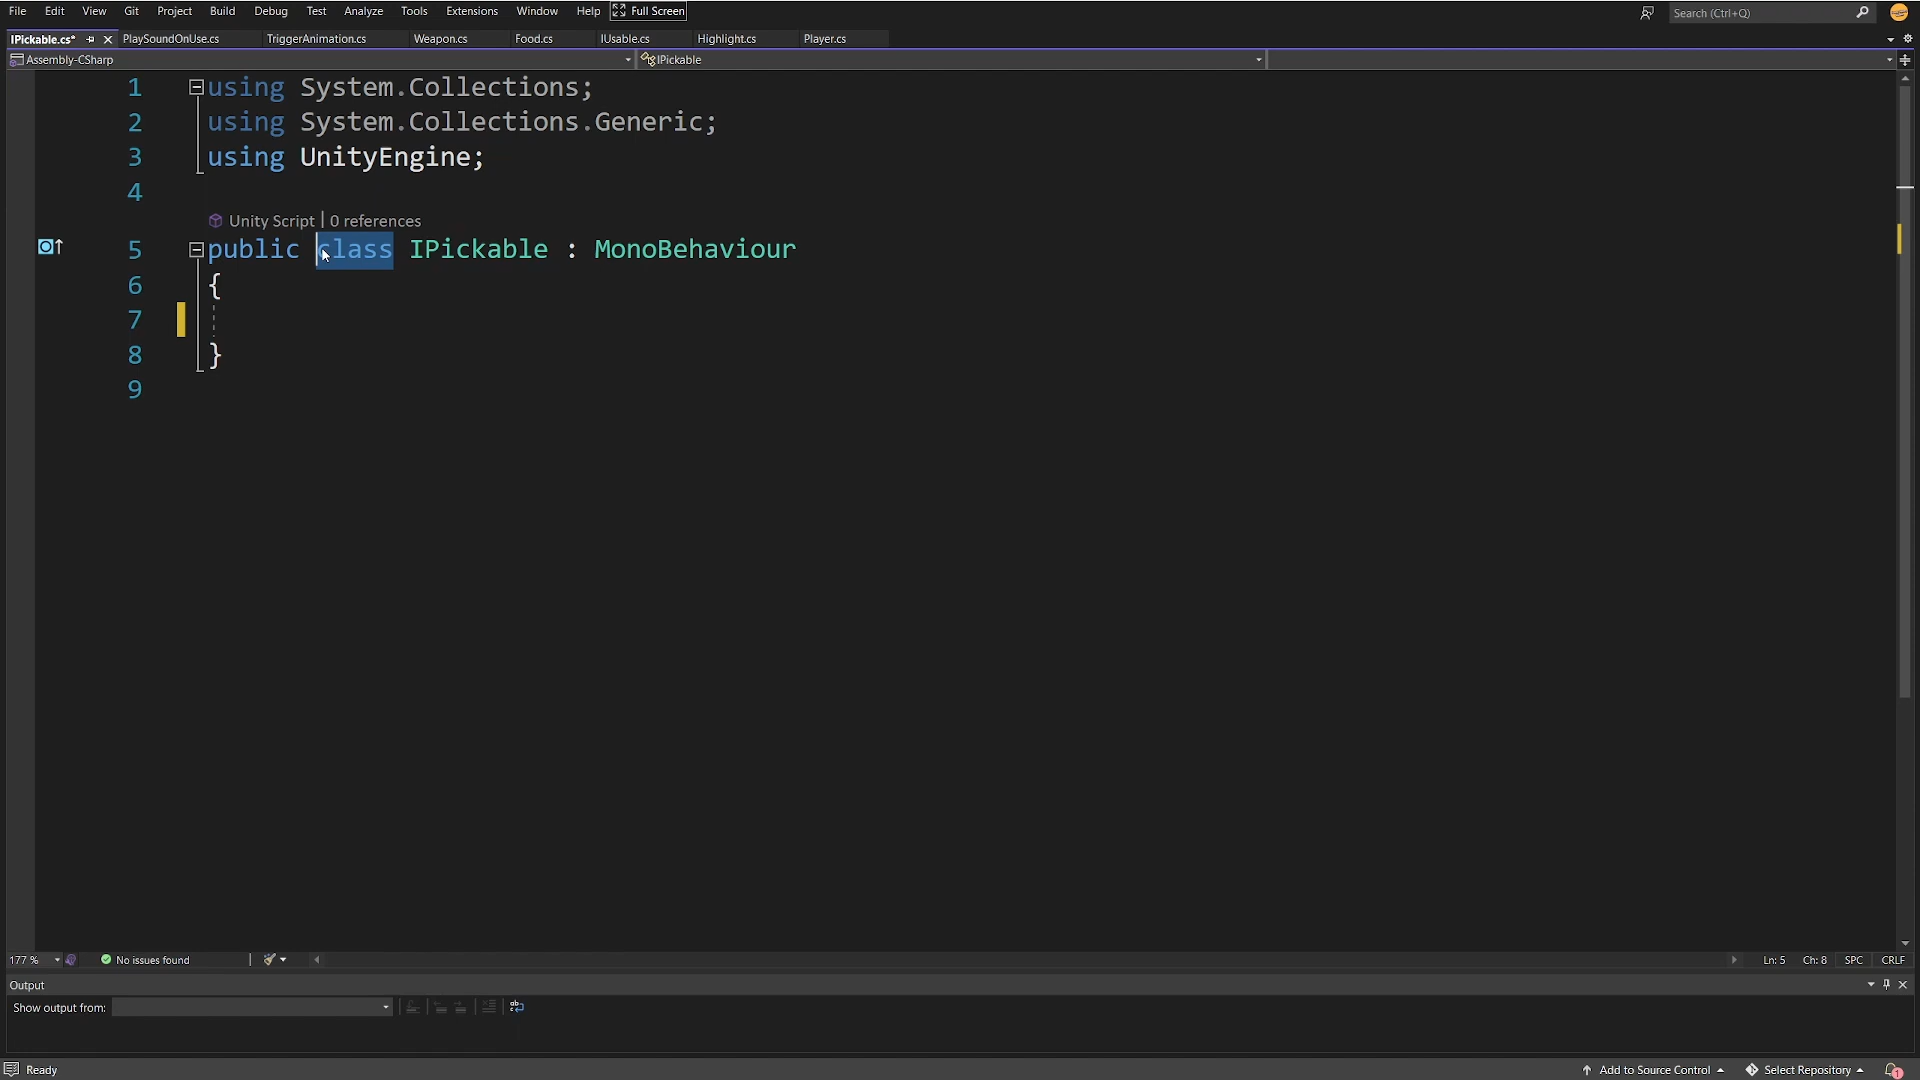 File Edit View Git Project Build Debug Test Analyze Tools Extensions Window Help Full Screen Search (Ctrl+Q)
IPickable.cs* PlaySoundOnUse.cs TriggerAnimation.cs Weapon.cs Food.cs IUsable.cs Highlight.cs Player.cs
Assembly-CSharp IPickable
1 using System.Collections;
2 using System.Collections.Generic;
3 using UnityEngine;
4
Unity Script | 0 references
5 public class IPickable : MonoBehaviour
6 {
7
8 }
9
177 % No issues found Ln: 5 Ch: 8 SPC CRLF
Output
Show output from:
Ready Add to Source Control Select Repository 1